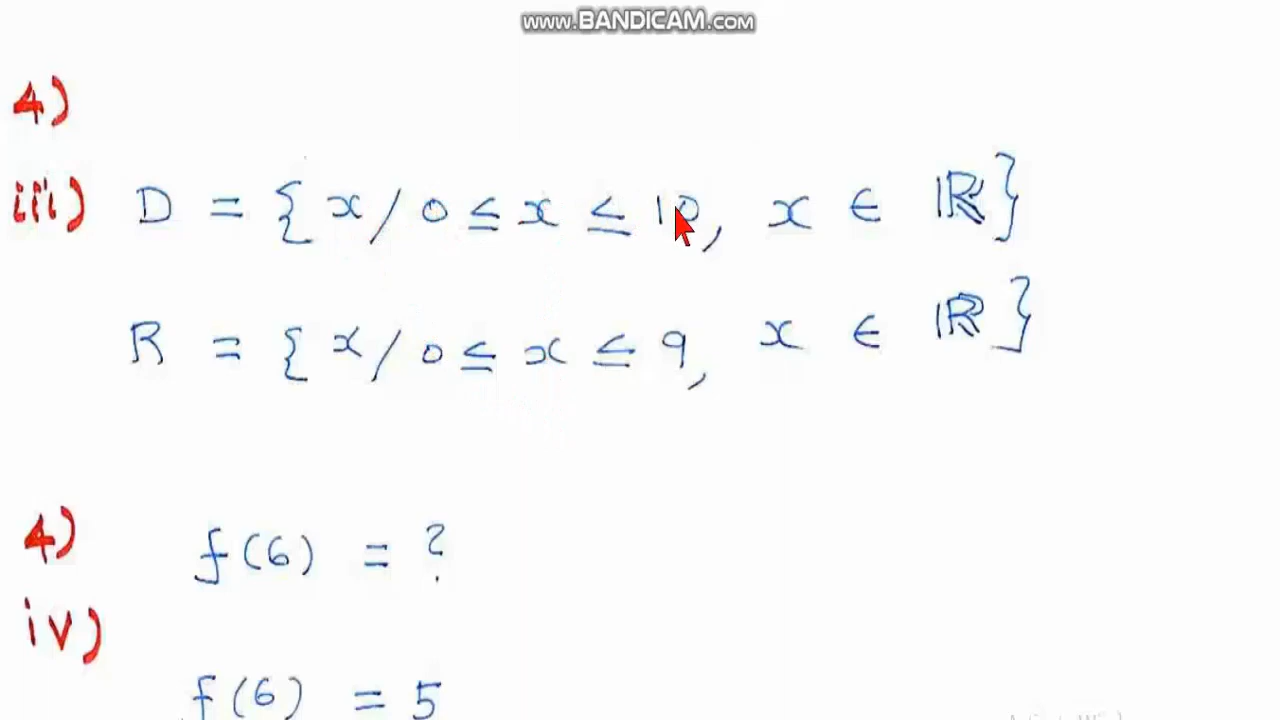 www.BANDICAM.com
4)
iii) D = { x / 0 ≤ x ≤ 10, x ∈ ℝ }
R = { x / 0 ≤ x ≤ 9, x ∈ ℝ }
4) f(6) = ?
iv)
f(6) = 5